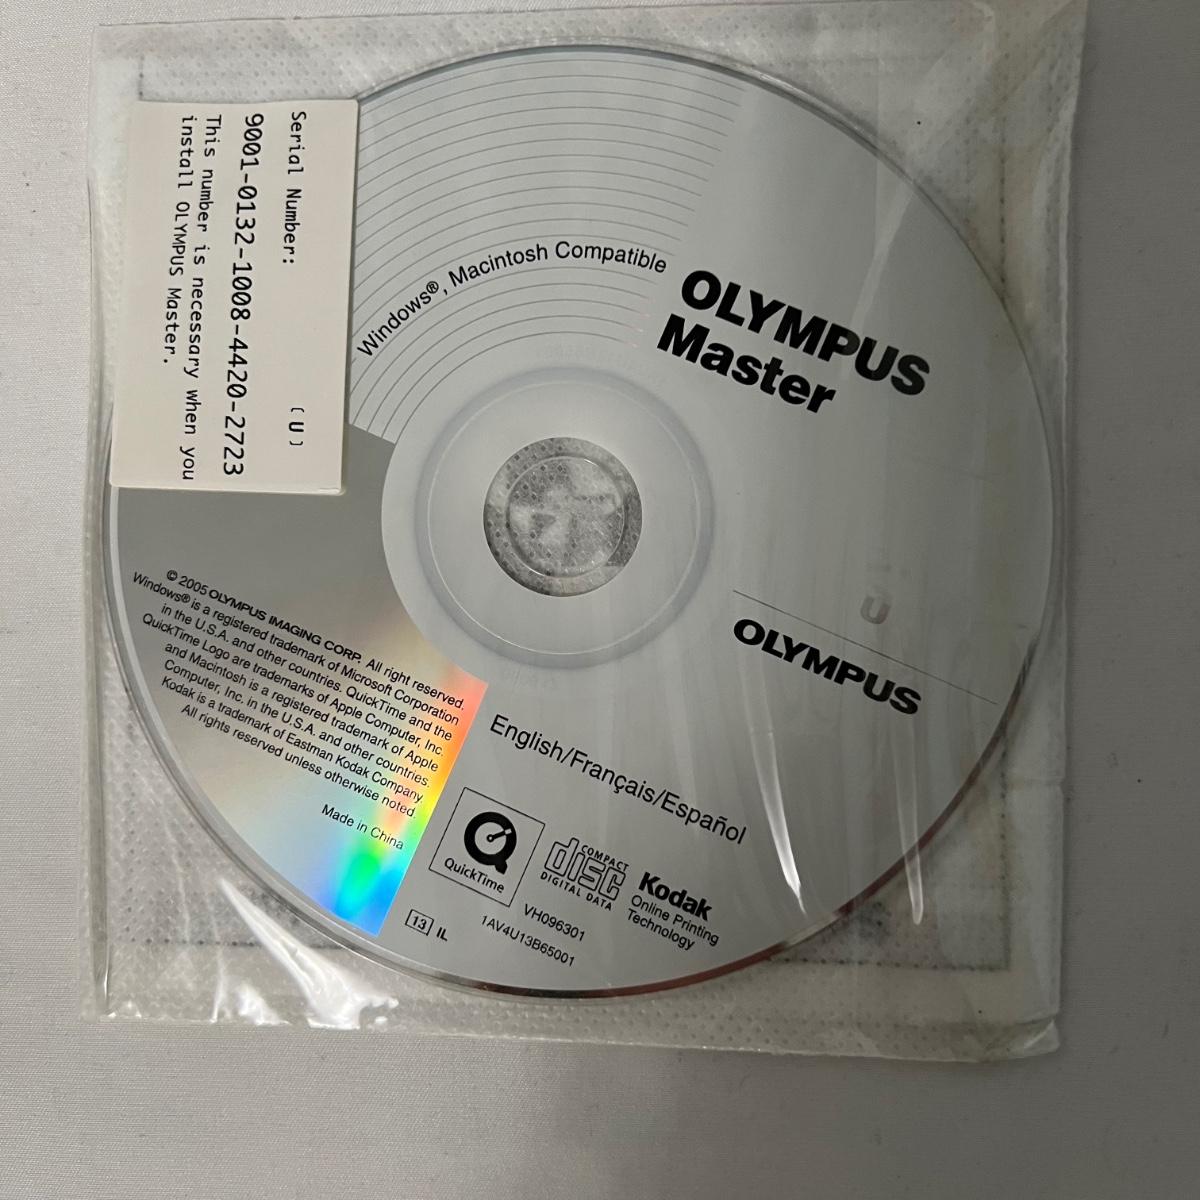 Serial Number: [U]
9001-0132-1008-4420-2723
This number is necessary when you
install OLYMPUS Master.
Windows®, Macintosh Compatible
OLYMPUS
Master
OLYMPUS
© 2005 OLYMPUS IMAGING CORP. All right reserved.
Windows® is a registered trademark of Microsoft Corporation
in the U.S.A. and other countries. QuickTime and the
QuickTime Logo are trademarks of Apple Computer, Inc.
and Macintosh is a registered trademark of Apple
Computer, Inc. in the U.S.A. and other countries.
Kodak is a trademark of Eastman Kodak Company.
All rights reserved unless otherwise noted.
Made in China
English/Français/Español
QuickTime
COMPACT
disc
DIGITAL DATA
Kodak
Online Printing
Technology
VH096301
1AV4U13B65001
13 IL
U